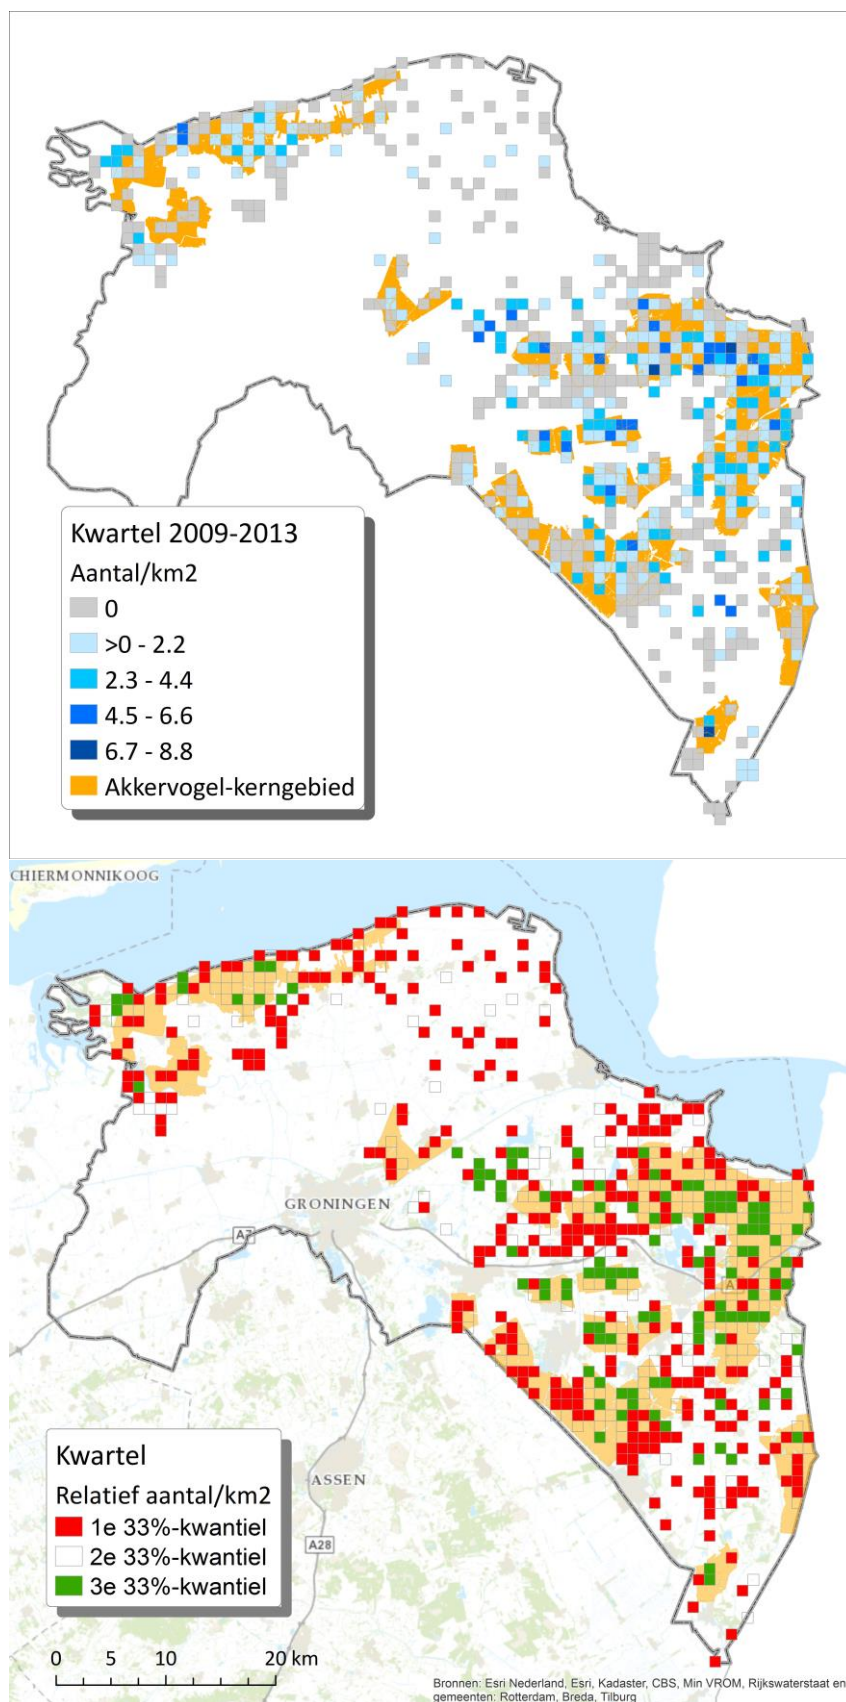 Kwartel 2009-2013
Aantal/km2
0
>0 - 2.2
2.3 - 4.4
4.5 - 6.6
6.7 - 8.8
Akkervogel-kerngebied
CHIERMONNIKOOG
GRONINGEN
A7
ASSEN
A28
Kwartel
Relatief aantal/km2
1e 33%-kwantiel
2e 33%-kwantiel
3e 33%-kwantiel
0 5 10 20 km
Bronnen: Esri Nederland, Esri, Kadaster, CBS, Min VROM, Rijkswaterstaat en
gemeenten: Rotterdam, Breda, Tilburg